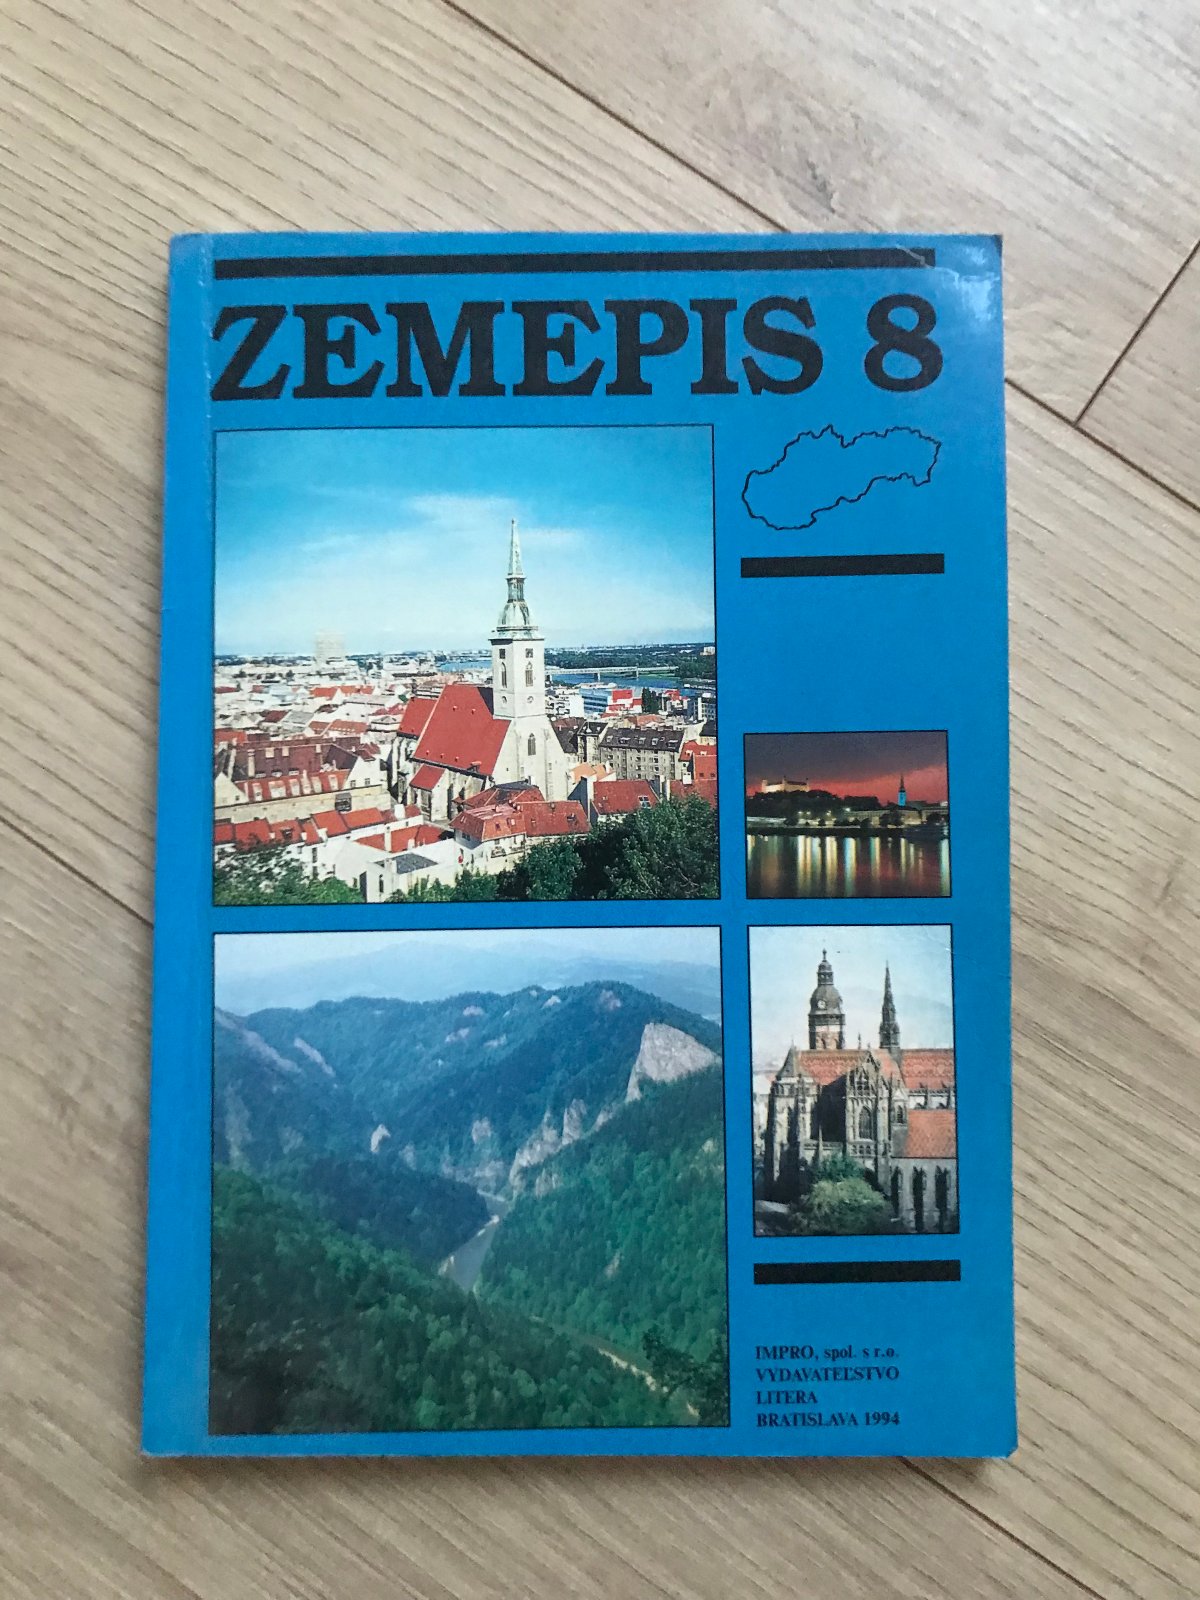 ZEMEPIS 8
IMPRO, spol. s r.o.
VYDAVATEĽSTVO
LITERA
BRATISLAVA 1994